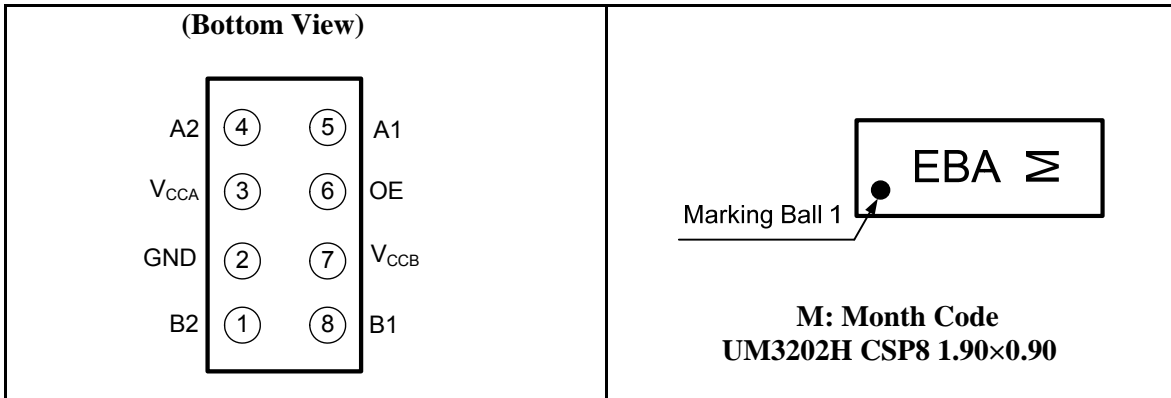 (Bottom View)
A2 4 5 A1
VCCA 3 6 OE
GND 2 7 VCCB
B2 1 8 B1
EBA M
Marking Ball 1
M: Month Code
UM3202H CSP8 1.90×0.90